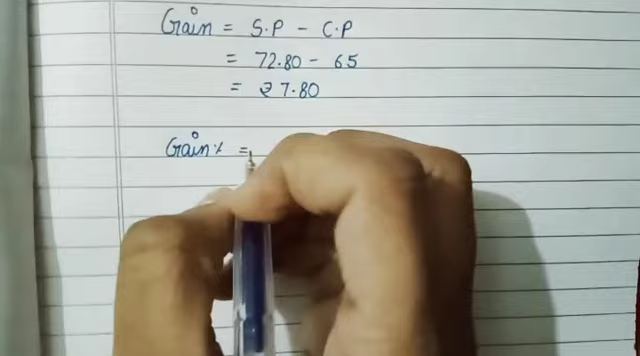 Gain = S.P - C.P
= 72.80 - 65
= ₹7.80
Gain% =